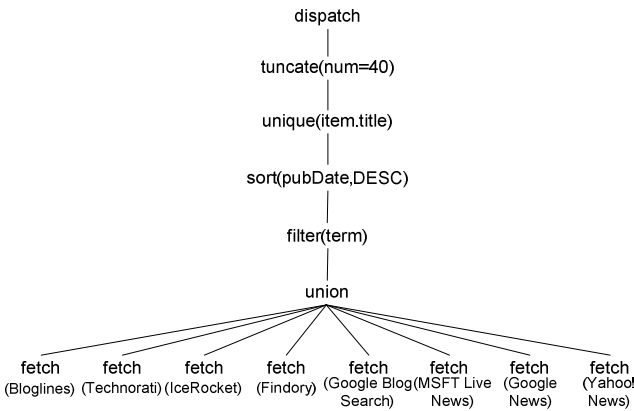 dispatch
tuncate(num=40)
unique(item.title)
sort(pubDate,DESC)
filter(term)
union
fetch fetch fetch fetch fetch fetch fetch fetch
(Bloglines) (Technorati) (IceRocket) (Findory) (Google Blog (MSFT Live (Google (Yahoo!
Search) News) News) News)